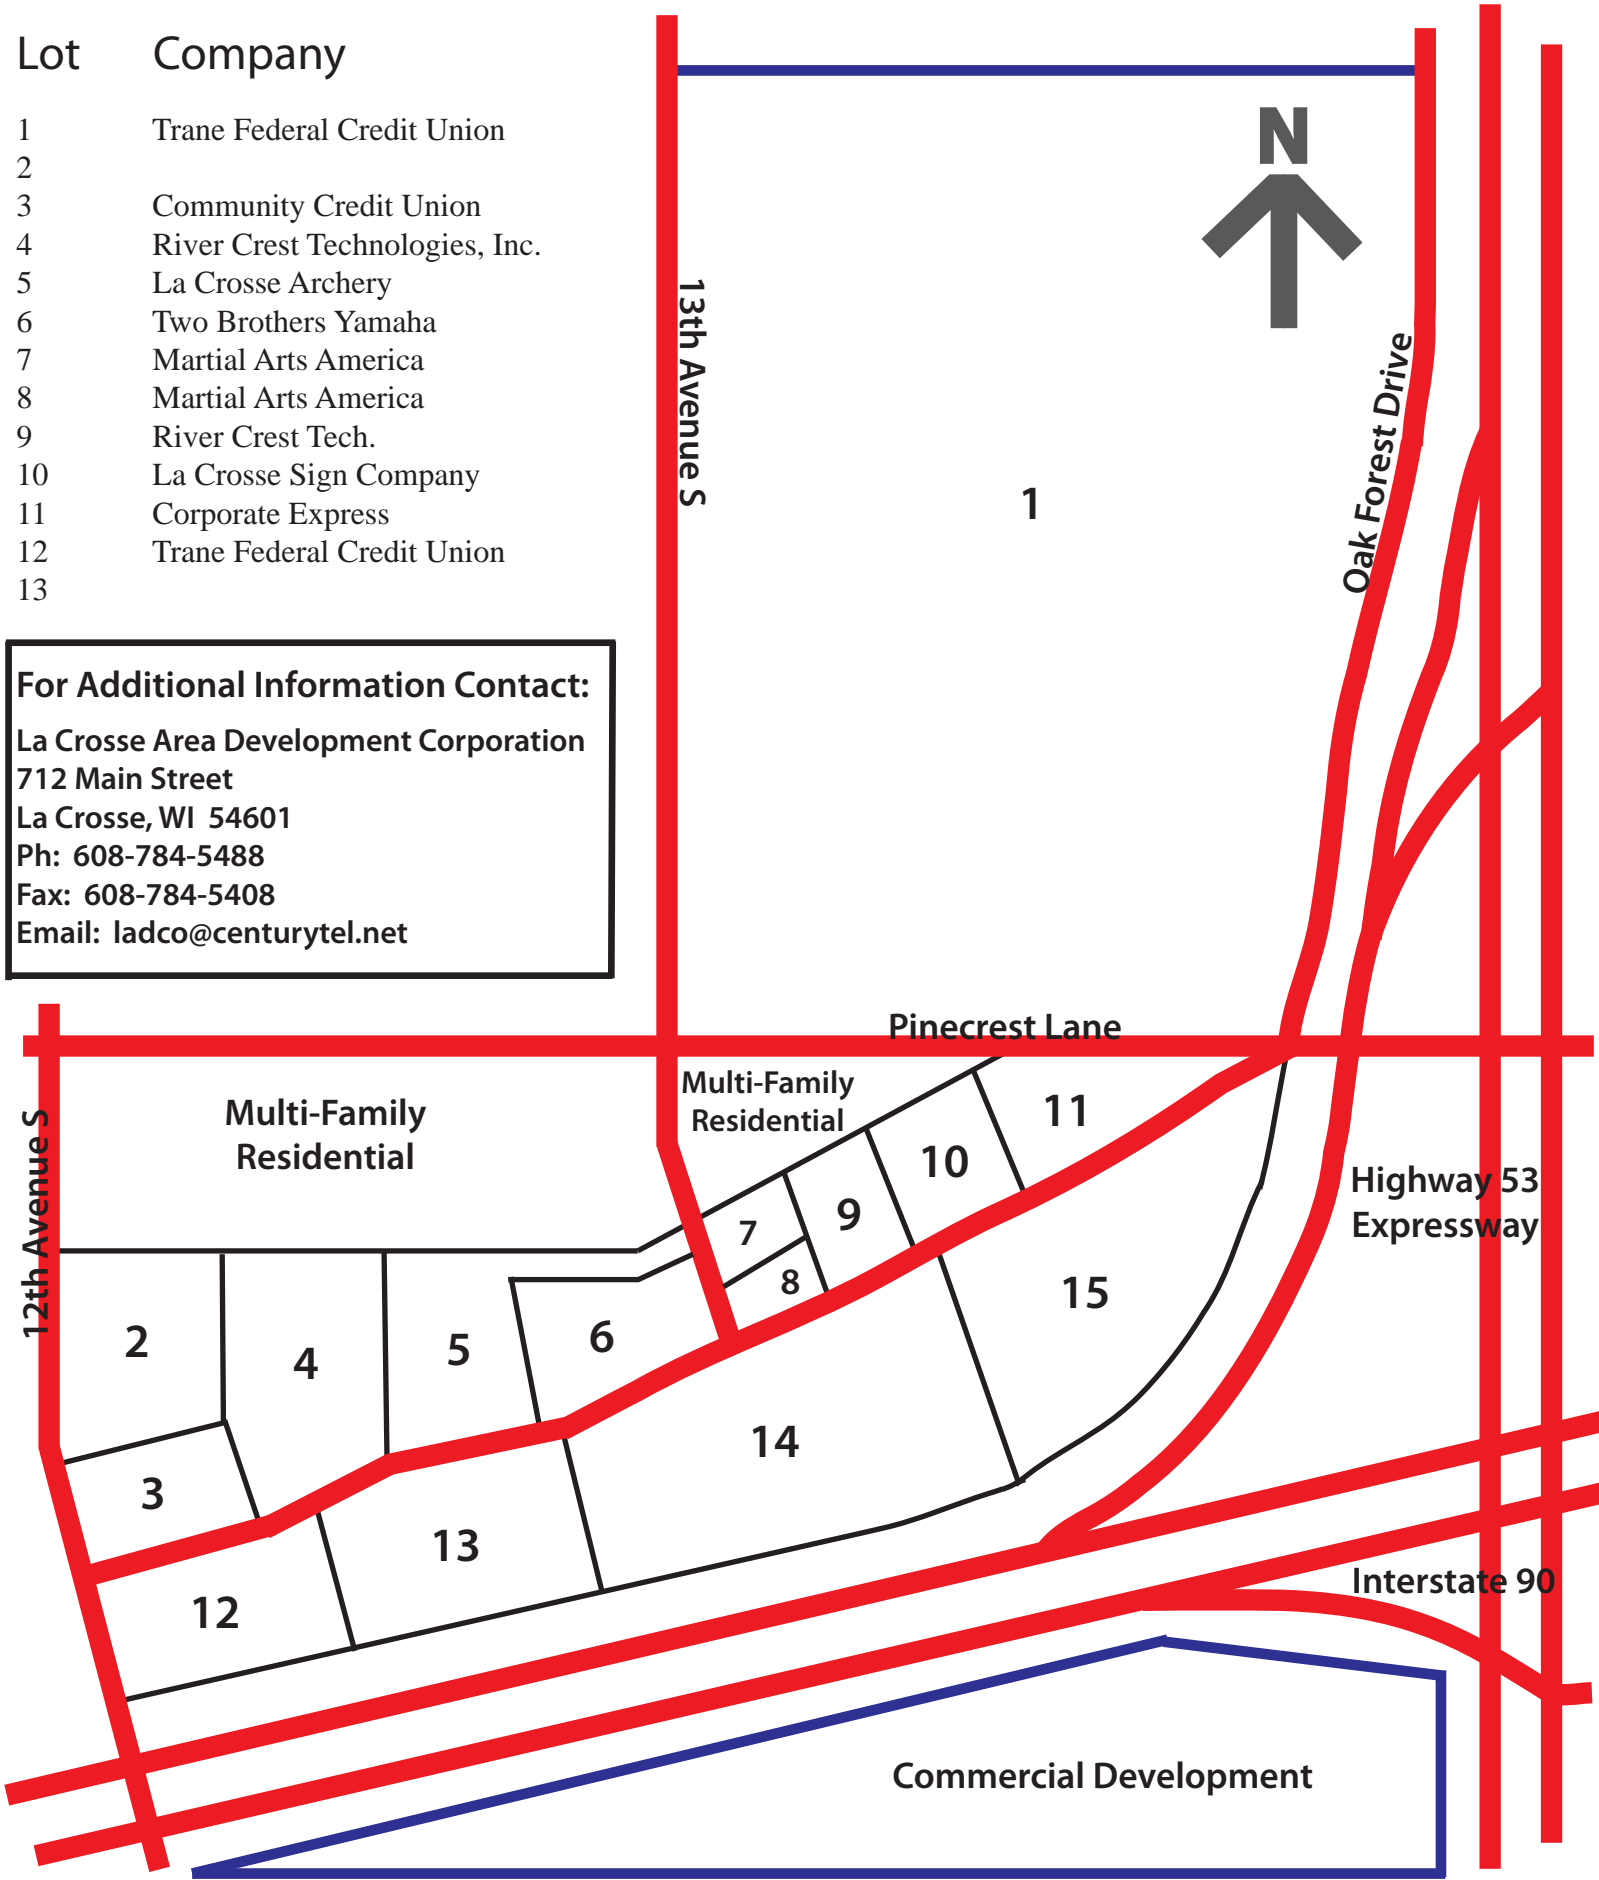 Lot Company
1 Trane Federal Credit Union
2
3 Community Credit Union
4 River Crest Technologies, Inc.
5 La Crosse Archery
6 Two Brothers Yamaha
7 Martial Arts America
8 Martial Arts America
9 River Crest Tech.
10 La Crosse Sign Company
11 Corporate Express
12 Trane Federal Credit Union
13
For Additional Information Contact:
La Crosse Area Development Corporation
712 Main Street
La Crosse, WI 54601
Ph: 608-784-5488
Fax: 608-784-5408
Email: ladco@centurytel.net
N
13th Avenue S
Oak Forest Drive
1
Pinecrest Lane
12th Avenue S
Multi-Family
Residential
Multi-Family
Residential
11
10
9
7
8
15
Highway 53
Expressway
2
4
5
6
14
3
13
12
Interstate 90
Commercial Development